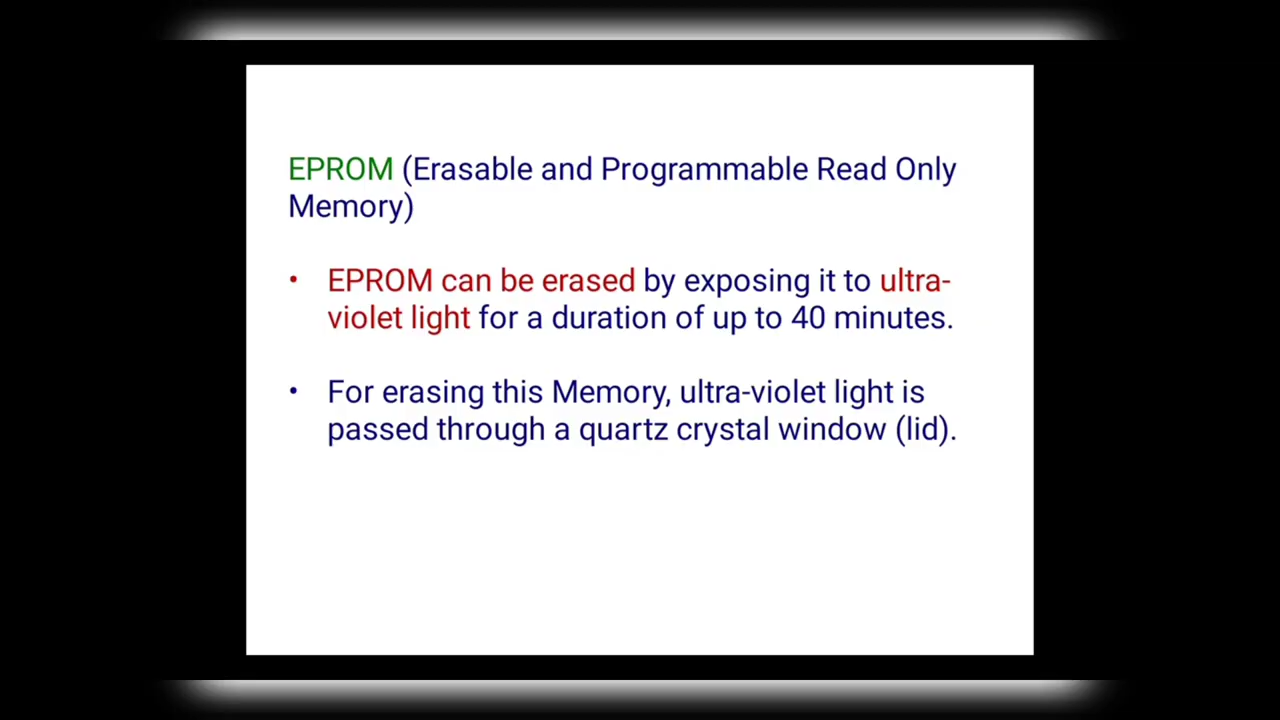 EPROM (Erasable and Programmable Read Only
Memory)
• EPROM can be erased by exposing it to ultra-
violet light for a duration of up to 40 minutes.
• For erasing this Memory, ultra-violet light is
passed through a quartz crystal window (lid).